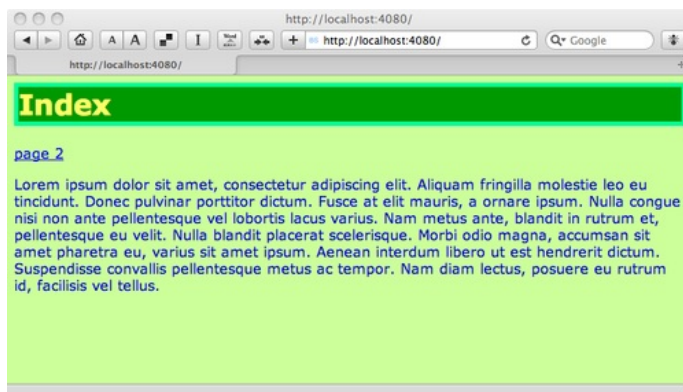 http://localhost:4080/
A A I Word
http://localhost:4080/ Google
http://localhost:4080/
Index
page 2
Lorem ipsum dolor sit amet, consectetur adipiscing elit. Aliquam fringilla molestie leo eu
tincidunt. Donec pulvinar porttitor dictum. Fusce at elit mauris, a ornare ipsum. Nulla congue
nisi non ante pellentesque vel lobortis lacus varius. Nam metus ante, blandit in rutrum et,
pellentesque eu velit. Nulla blandit placerat scelerisque. Morbi odio magna, accumsan sit
amet pharetra eu, varius sit amet ipsum. Aenean interdum libero ut est hendrerit dictum.
Suspendisse convallis pellentesque metus ac tempor. Nam diam lectus, posuere eu rutrum
id, facilisis vel tellus.